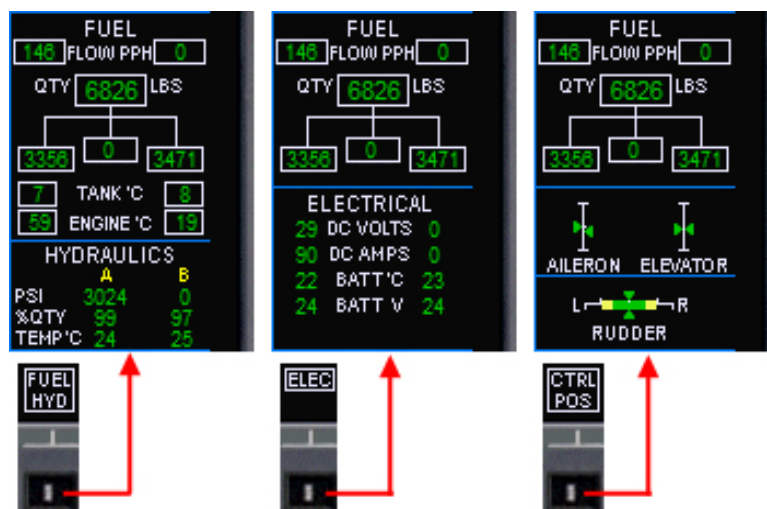 FUEL
146 FLOW PPH 0
QTY 6826 LBS
3356 0 3471
7 TANK 'C 8
59 ENGINE 'C 19
HYDRAULICS
A B
PSI 3024 0
%QTY 99 97
TEMP'C 24 25
FUEL
HYD
FUEL
146 FLOW PPH 0
QTY 6826 LBS
3356 0 3471
ELECTRICAL
29 DC VOLTS 0
90 DC AMPS 0
22 BATT'C 23
24 BATT V 24
ELEC
FUEL
146 FLOW PPH 0
QTY 6826 LBS
3356 0 3471
AILERON ELEVATOR
L R
RUDDER
CTRL
POS